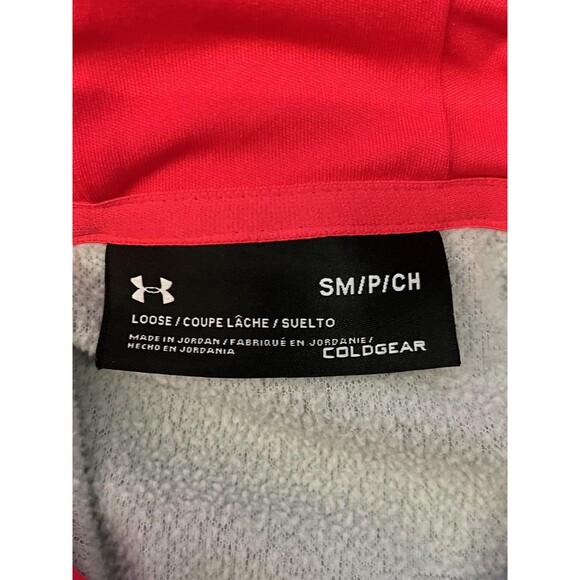 SM/P/CH
LOOSE / COUPE LÂCHE / SUELTO
MADE IN JORDAN / FABRIQUÉ EN JORDANIE /
HECHO EN JORDANIA
COLDGEAR